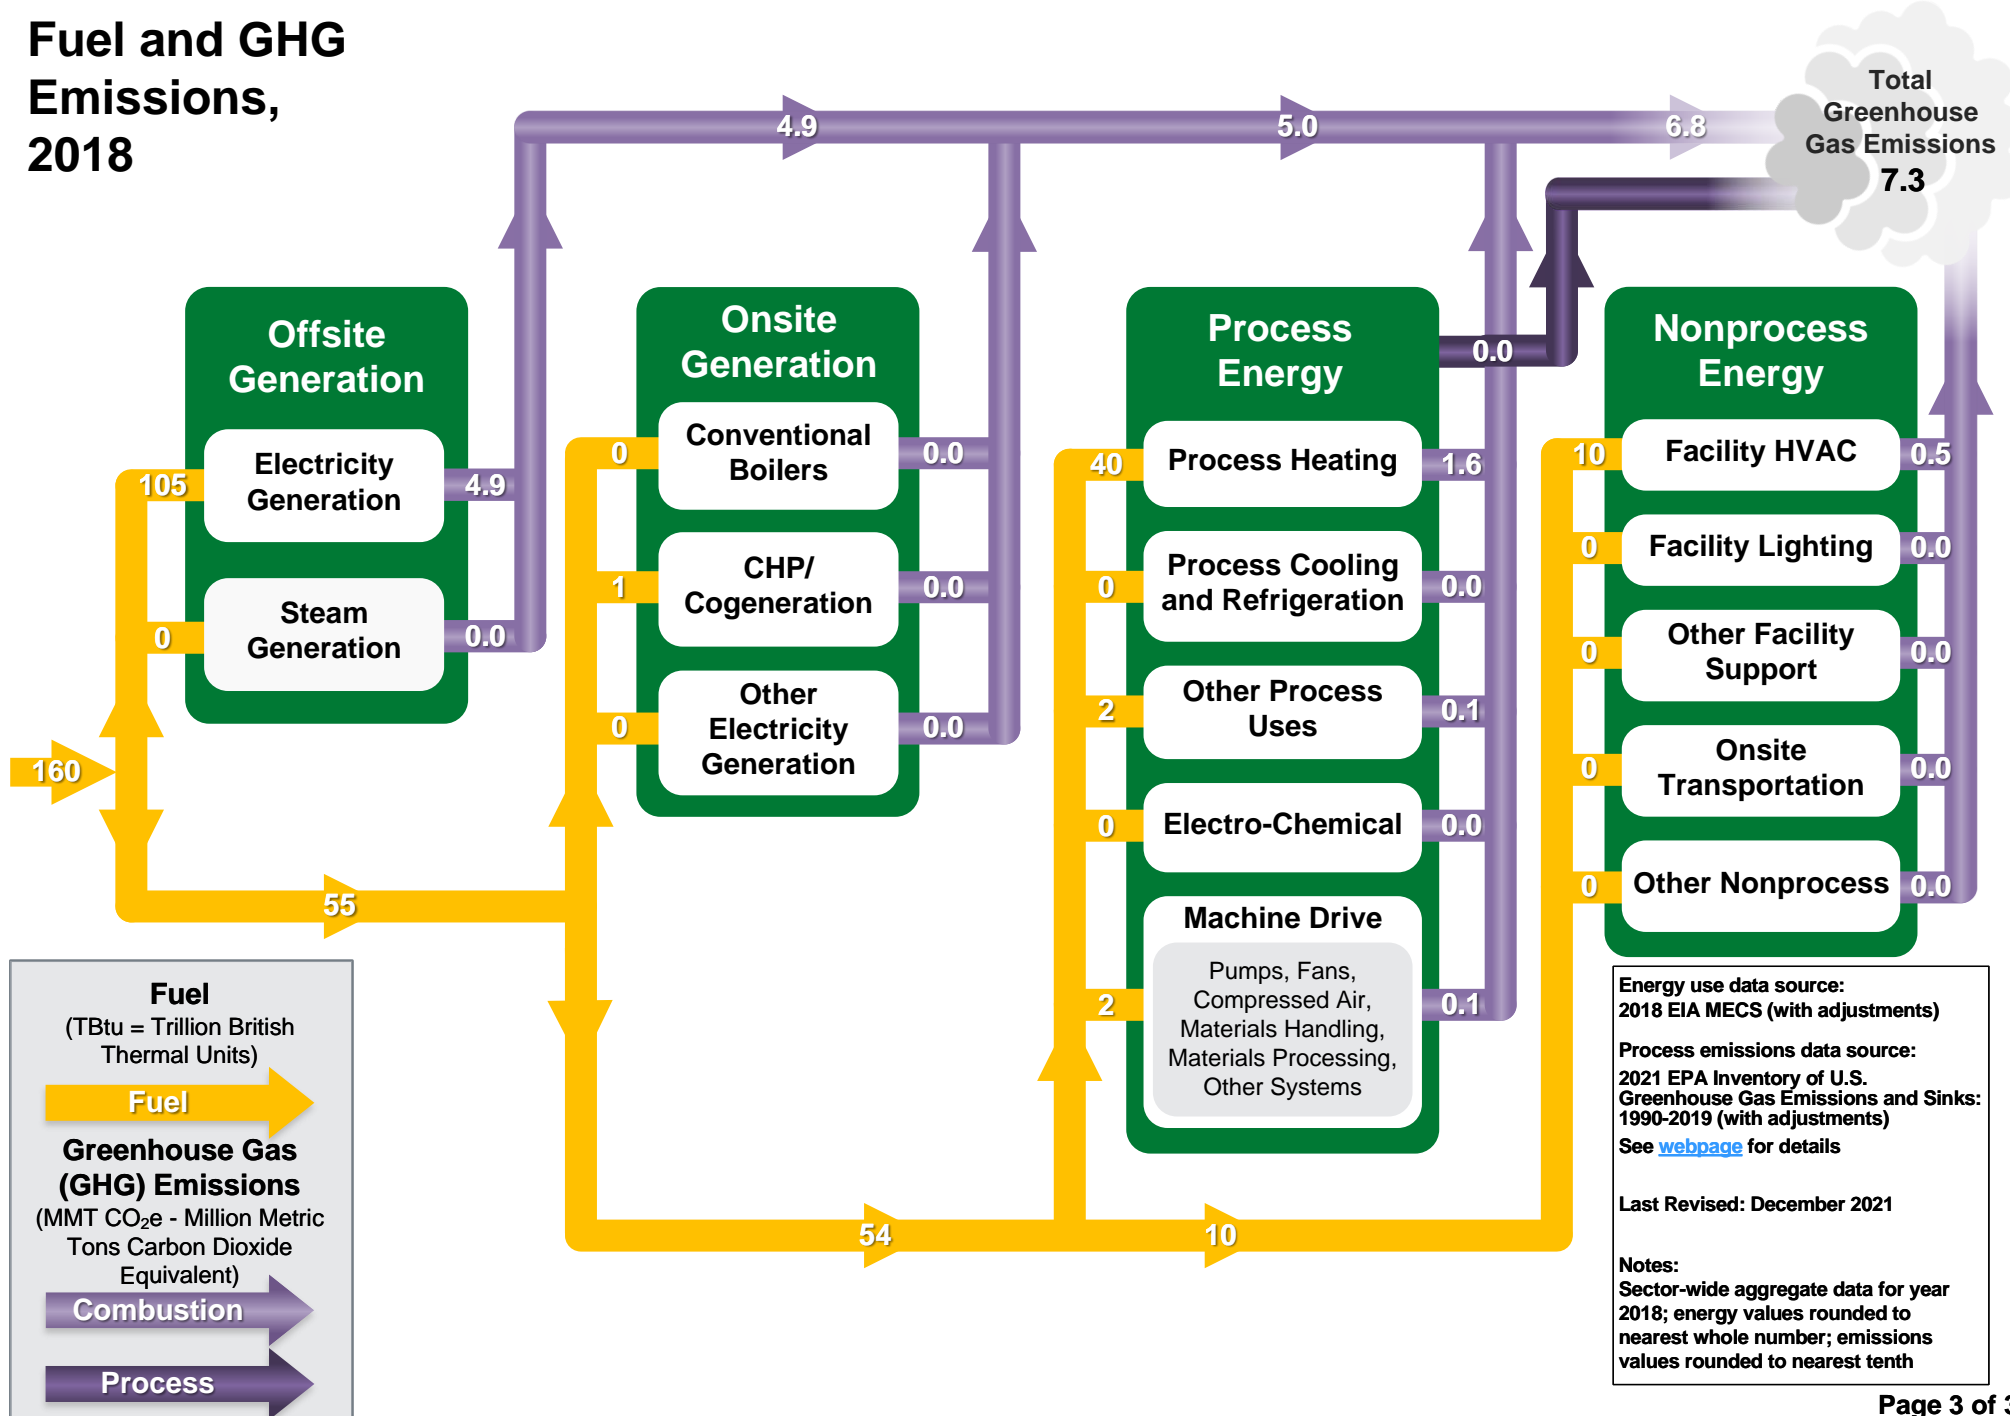 Fuel and GHG
Emissions,
2018
4.9
5.0
6.8
Total
Greenhouse
Gas Emissions
7.3
Offsite
Generation
105
Electricity
Generation
4.9
0
Steam
Generation
0.0
160
55
Onsite
Generation
0
Conventional
Boilers
0.0
1
CHP/
Cogeneration
0.0
0
Other
Electricity
Generation
0.0
54
10
Process
Energy
0.0
40
Process Heating
1.6
0
Process Cooling
and Refrigeration
0.0
2
Other Process
Uses
0.1
0
Electro-Chemical
0.0
Machine Drive
2
Pumps, Fans,
Compressed Air,
Materials Handling,
Materials Processing,
Other Systems
0.1
Nonprocess
Energy
10
Facility HVAC
0.5
0
Facility Lighting
0.0
0
Other Facility
Support
0.0
0
Onsite
Transportation
0.0
0
Other Nonprocess
0.0
Fuel
(TBtu = Trillion British
Thermal Units)
Fuel
Greenhouse Gas
(GHG) Emissions
(MMT CO₂e - Million Metric
Tons Carbon Dioxide
Equivalent)
Combustion
Process
Energy use data source:
2018 EIA MECS (with adjustments)
Process emissions data source:
2021 EPA Inventory of U.S.
Greenhouse Gas Emissions and Sinks:
1990-2019 (with adjustments)
See webpage for details
Last Revised: December 2021
Notes:
Sector-wide aggregate data for year
2018; energy values rounded to
nearest whole number; emissions
values rounded to nearest tenth
Page 3 of 3